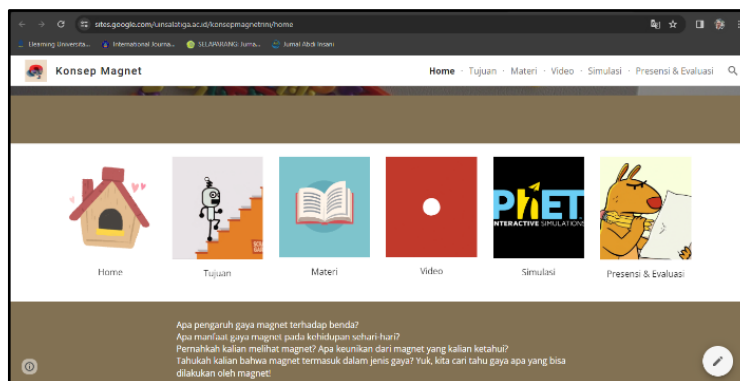 sites.google.com/uinsalatiga.ac.id/konsepmagnetrini/home
Elearning Universita... International Journa... SELAPARANG: Jurna... Jurnal Abdi Insani
Konsep Magnet
Home · Tujuan · Materi · Video · Simulasi · Presensi & Evaluasi
PhET
INTERACTIVE SIMULATIONS
Home
Tujuan
Materi
Video
Simulasi
Presensi & Evaluasi
Apa pengaruh gaya magnet terhadap benda?
Apa manfaat gaya magnet pada kehidupan sehari-hari?
Pernahkah kalian melihat magnet? Apa keunikan dari magnet yang kalian ketahui?
Tahukah kalian bahwa magnet termasuk dalam jenis gaya? Yuk, kita cari tahu gaya apa yang bisa
dilakukan oleh magnet!